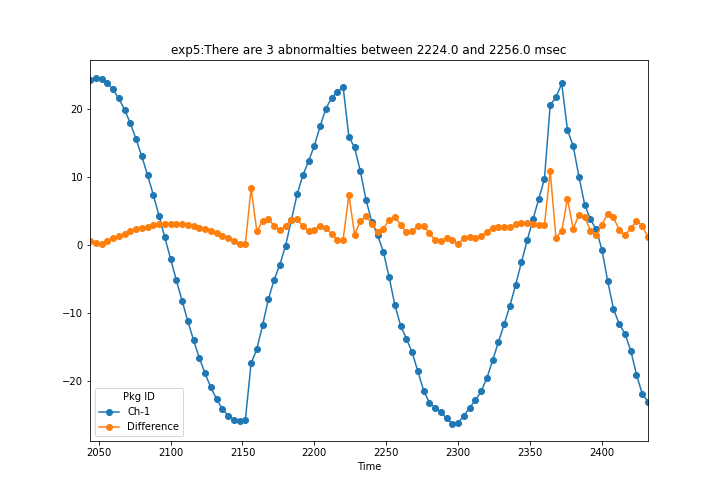 exp5:There are 3 abnormalties between 2224.0 and 2256.0 msec
20
10
0
−10
−20
Pkg ID
Ch-1
Difference
2050 2100 2150 2200 2250 2300 2350 2400
Time